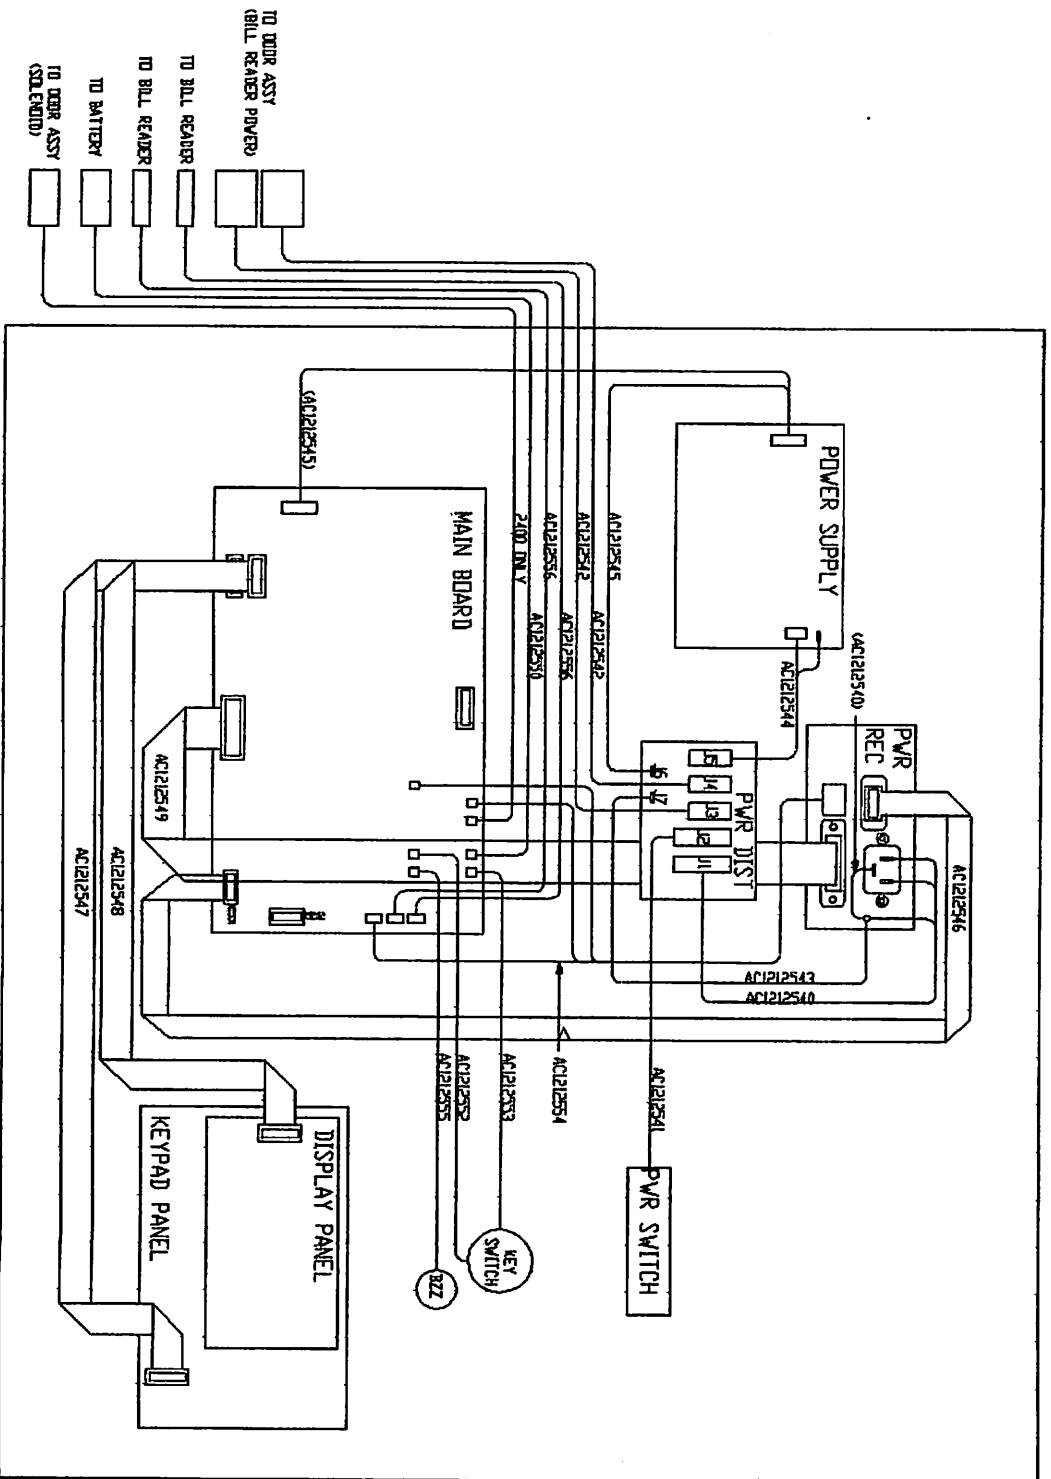 TO DOOR ASSY
(BILL READER POWER)
TO BILL READER
TO BILL READER
TO BATTERY
TO DOOR ASSY
(SOLENOID)
POWER SUPPLY
(AC1212540)
AC1212544
PWR
REC
AC1212546
J5
J4
J3
J2
J1
J6
J7
PWR DIST
AC1212545
AC1212542
AC1212542
AC1212556
AC1212556
AC1212550
2400 ONLY
(AC1212545)
MAIN BOARD
AC1212543
AC1212540
AC1212541
AC1212554
AC1212553
AC1212552
AC1212555
PWR SWITCH
KEY
SWITCH
BZZ
AC1212549
AC1212548
AC1212547
DISPLAY PANEL
KEYPAD PANEL